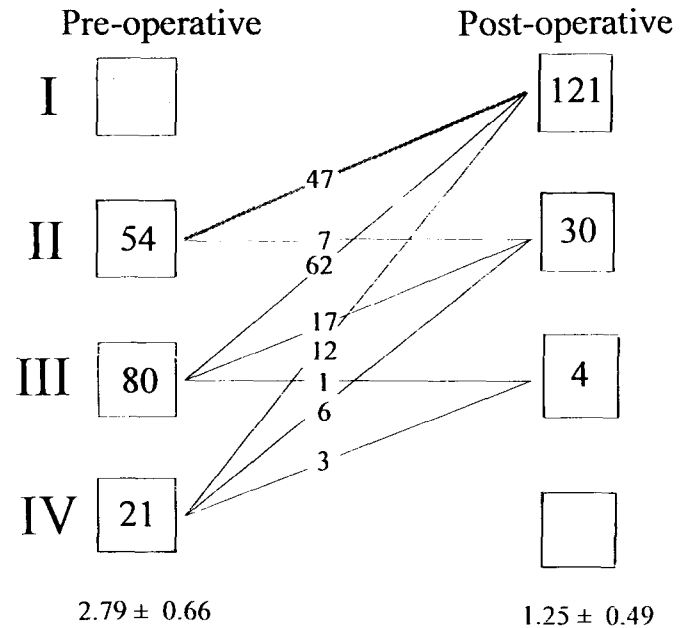 Pre-operative Post-operative
I 121
47
II 54 7 30
62
17
12
III 80 1 4
6
3
IV 21
2.79 ± 0.66 1.25 ± 0.49